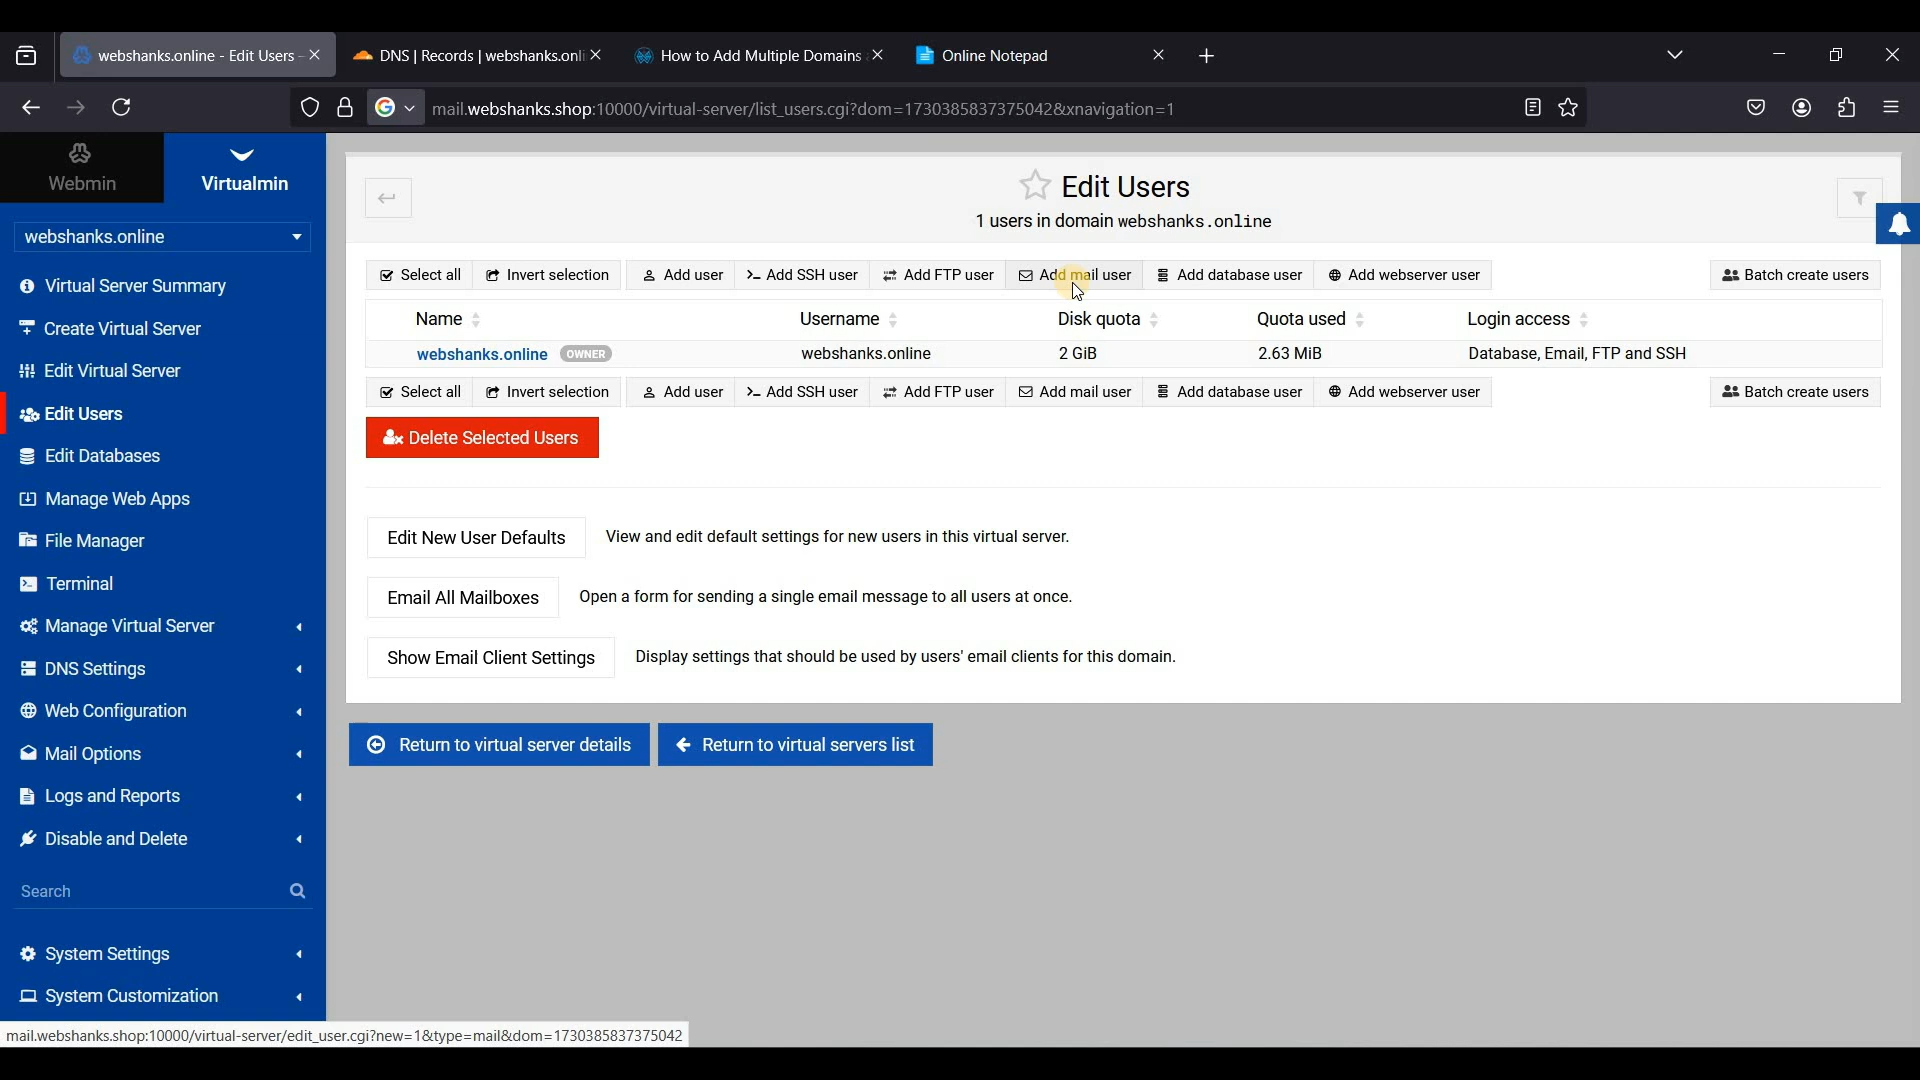 webshanks.online - Edit Users -
DNS | Records | webshanks.onli
How to Add Multiple Domains
Online Notepad
mail.webshanks.shop:10000/virtual-server/list_users.cgi?dom=1730385837375042&xnavigation=1
Webmin
Virtualmin
webshanks.online
Virtual Server Summary
Create Virtual Server
Edit Virtual Server
Edit Users
Edit Databases
Manage Web Apps
File Manager
Terminal
Manage Virtual Server
DNS Settings
Web Configuration
Mail Options
Logs and Reports
Disable and Delete
Search
System Settings
System Customization
Edit Users
1 users in domain webshanks.online
Select all Invert selection Add user Add SSH user Add FTP user Add mail user Add database user Add webserver user Batch create users
Name Username Disk quota Quota used Login access
webshanks.online OWNER webshanks.online 2 GiB 2.63 MiB Database, Email, FTP and SSH
Select all Invert selection Add user Add SSH user Add FTP user Add mail user Add database user Add webserver user Batch create users
Delete Selected Users
Edit New User Defaults View and edit default settings for new users in this virtual server.
Email All Mailboxes Open a form for sending a single email message to all users at once.
Show Email Client Settings Display settings that should be used by users' email clients for this domain.
Return to virtual server details Return to virtual servers list
mail.webshanks.shop:10000/virtual-server/edit_user.cgi?new=1&type=mail&dom=1730385837375042